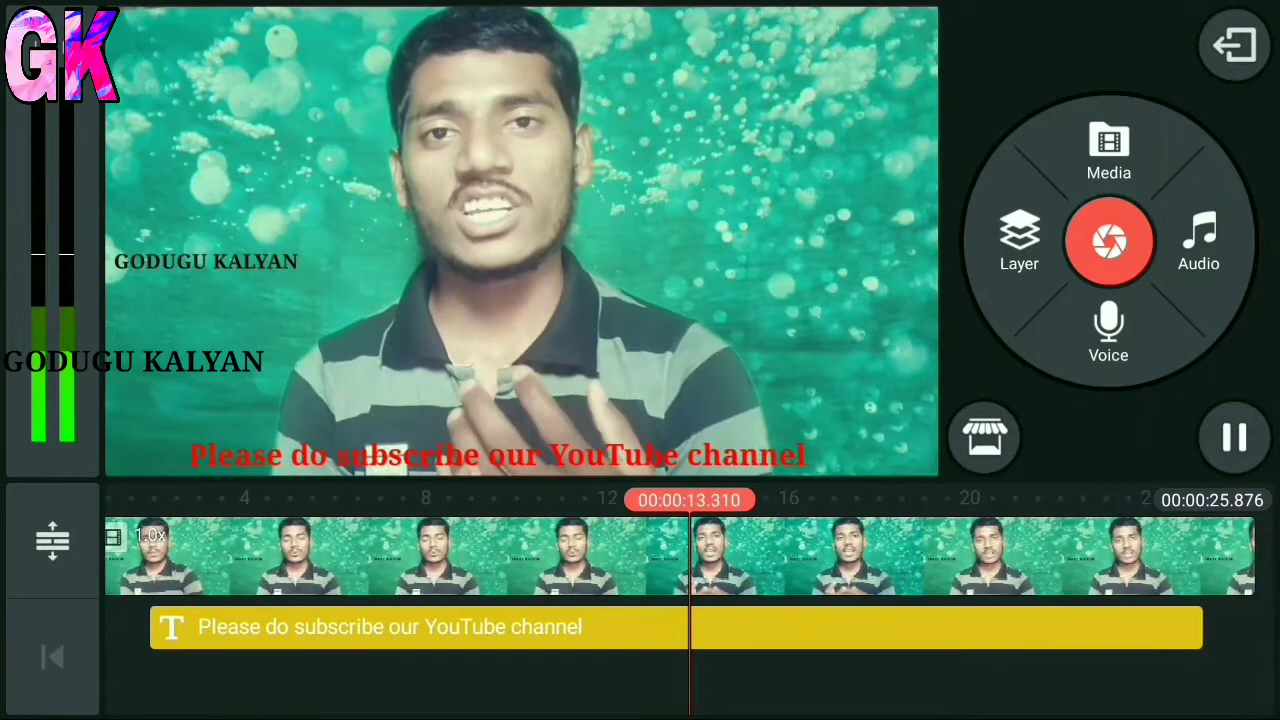 GK
Media
Layer
Audio
Voice
GODUGU KALYAN
GODUGU KALYAN
Please do subscribe our YouTube channel
4
8
12
00:00:13.310
16
20
2
00:00:25.876
1.0x
T Please do subscribe our YouTube channel